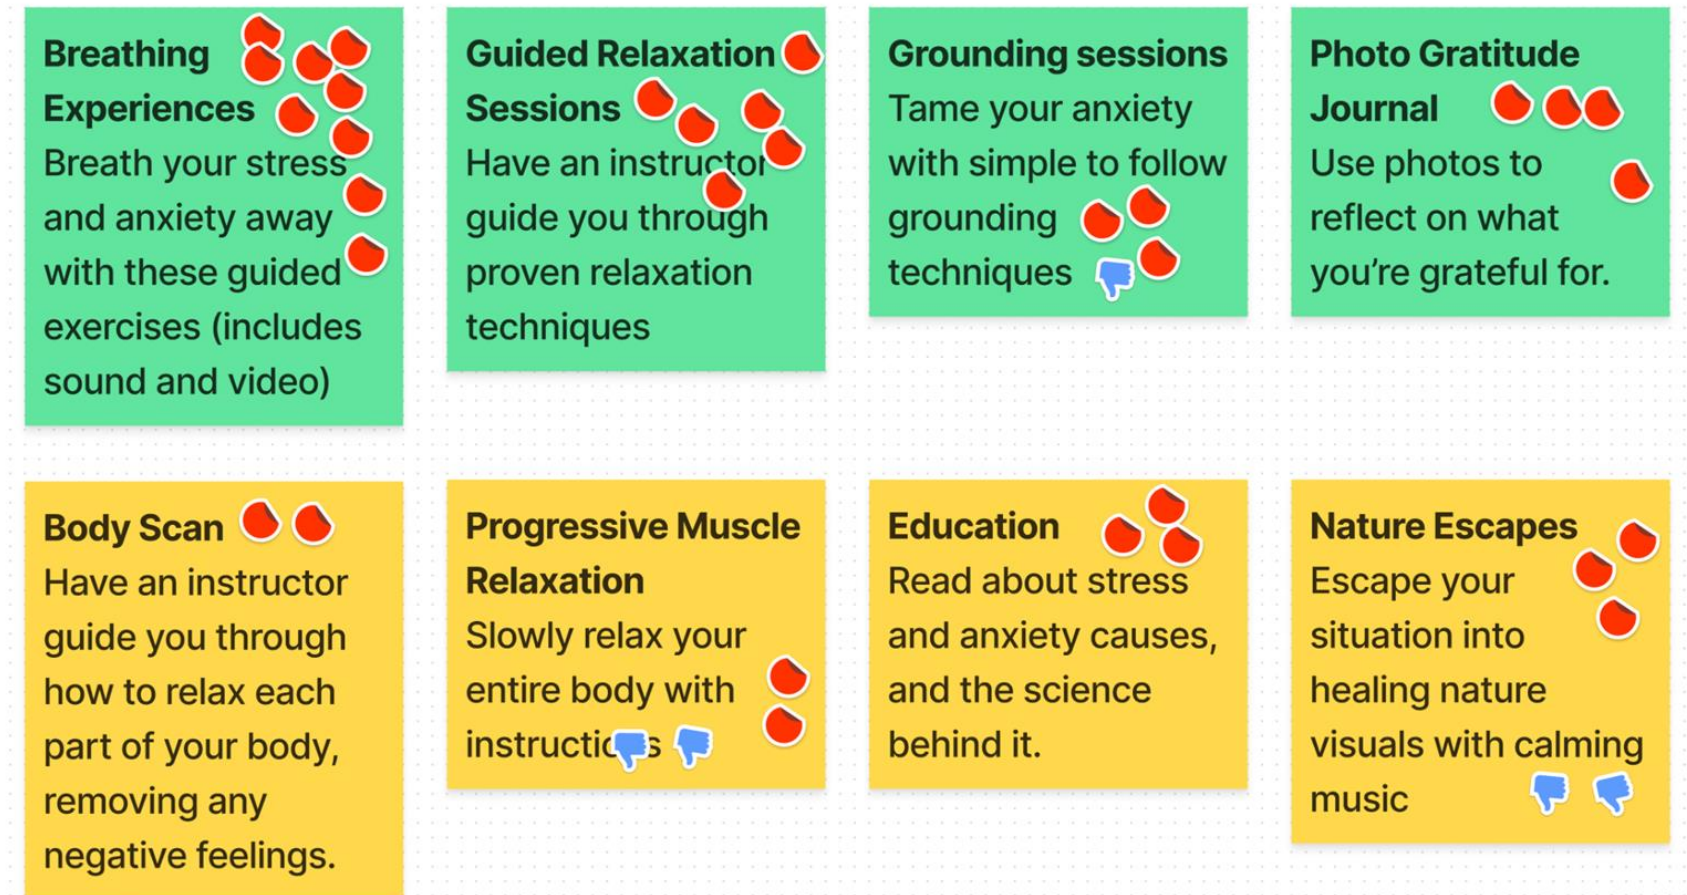 Breathing
Experiences
Breath your stress
and anxiety away
with these guided
exercises (includes
sound and video)
Guided Relaxation
Sessions
Have an instructor
guide you through
proven relaxation
techniques
Grounding sessions
Tame your anxiety
with simple to follow
grounding
techniques
Photo Gratitude
Journal
Use photos to
reflect on what
you're grateful for.
Body Scan
Have an instructor
guide you through
how to relax each
part of your body,
removing any
negative feelings.
Progressive Muscle
Relaxation
Slowly relax your
entire body with
instructions
Education
Read about stress
and anxiety causes,
and the science
behind it.
Nature Escapes
Escape your
situation into
healing nature
visuals with calming
music